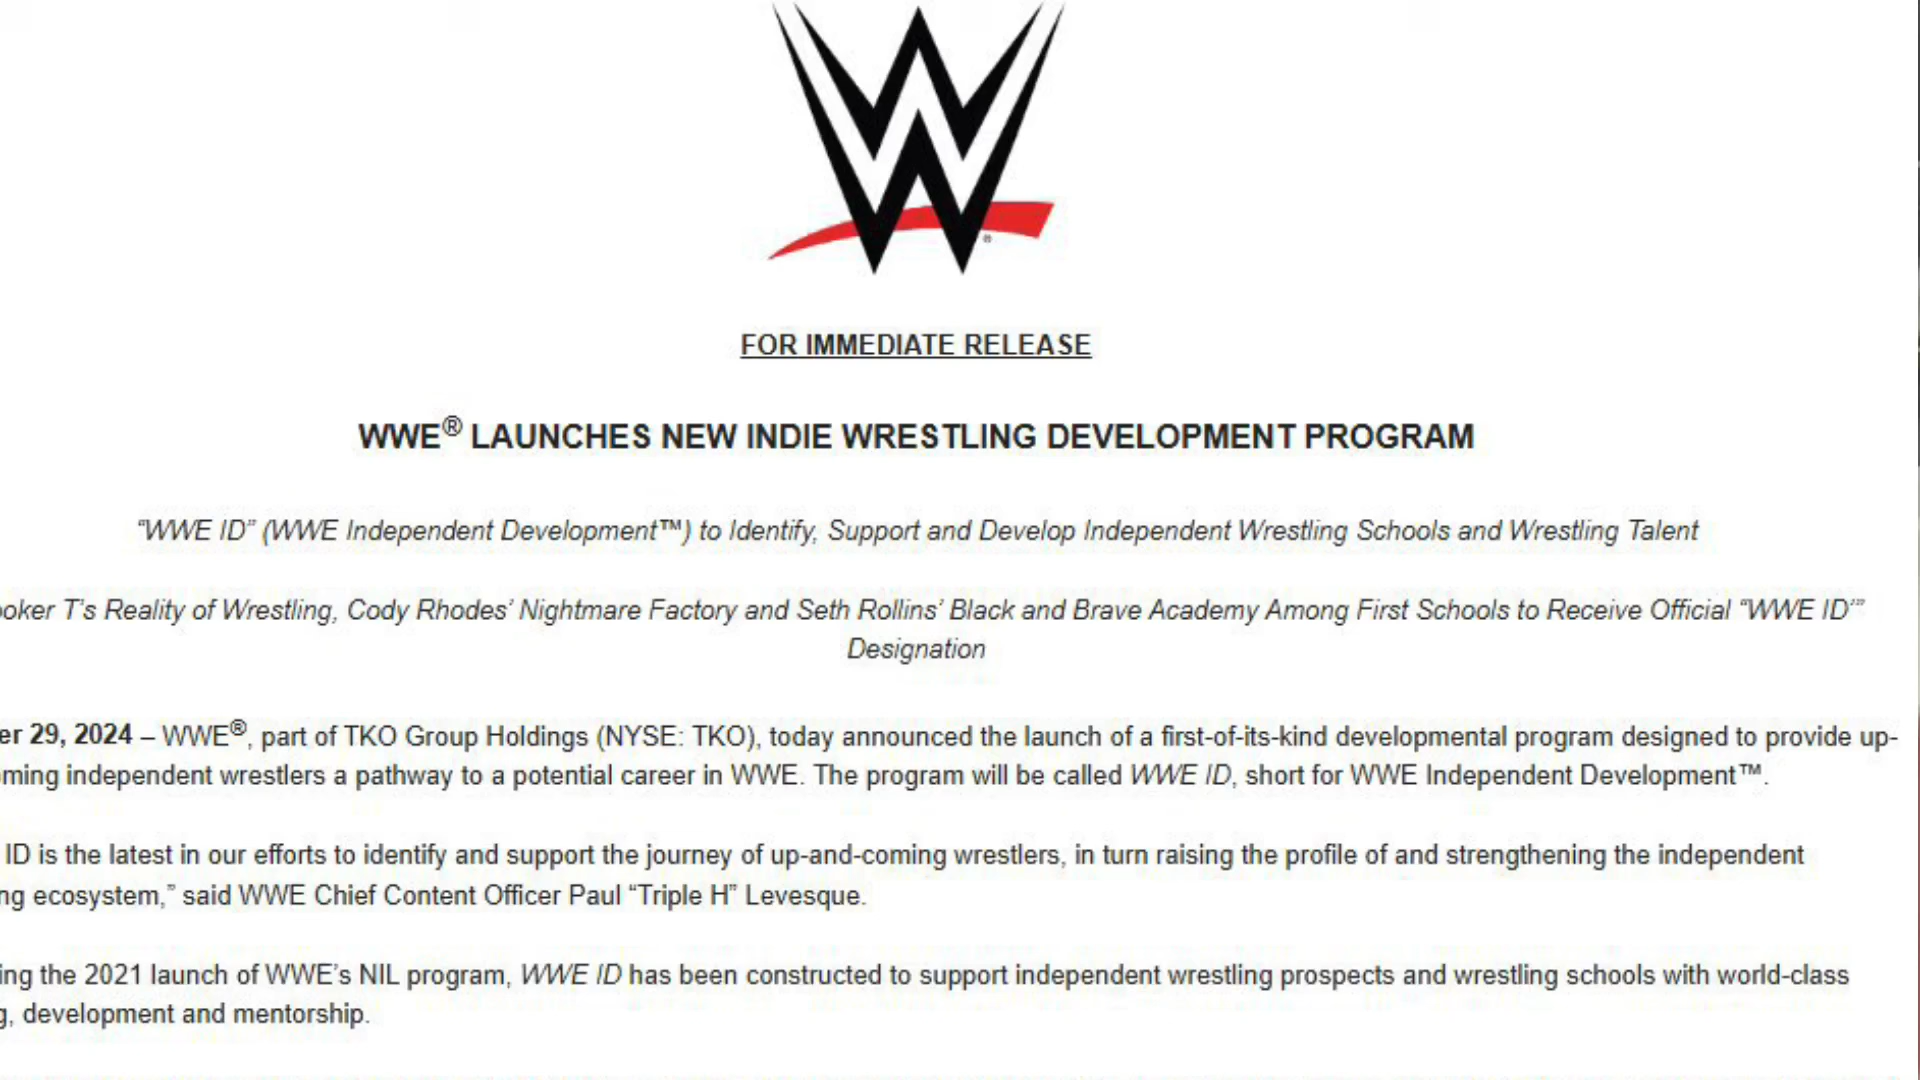 FOR IMMEDIATE RELEASE
WWE® LAUNCHES NEW INDIE WRESTLING DEVELOPMENT PROGRAM
“WWE ID” (WWE Independent Development™) to Identify, Support and Develop Independent Wrestling Schools and Wrestling Talent
oker T’s Reality of Wrestling, Cody Rhodes’ Nightmare Factory and Seth Rollins’ Black and Brave Academy Among First Schools to Receive Official “WWE ID’”
Designation
er 29, 2024 – WWE®, part of TKO Group Holdings (NYSE: TKO), today announced the launch of a first-of-its-kind developmental program designed to provide up-
ming independent wrestlers a pathway to a potential career in WWE. The program will be called WWE ID, short for WWE Independent Development™.
ID is the latest in our efforts to identify and support the journey of up-and-coming wrestlers, in turn raising the profile of and strengthening the independent
ng ecosystem,” said WWE Chief Content Officer Paul “Triple H” Levesque.
ing the 2021 launch of WWE’s NIL program, WWE ID has been constructed to support independent wrestling prospects and wrestling schools with world-class
g, development and mentorship.